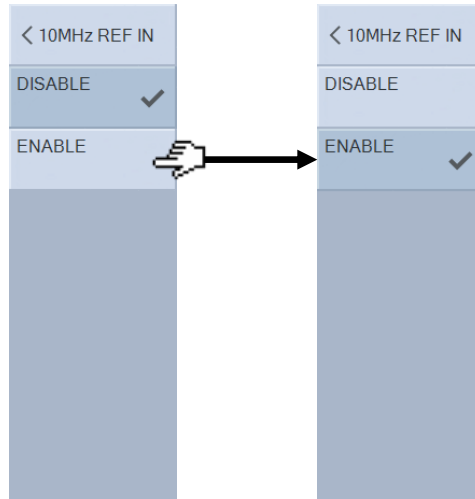 < 10MHz REF IN
DISABLE
ENABLE
< 10MHz REF IN
DISABLE
ENABLE